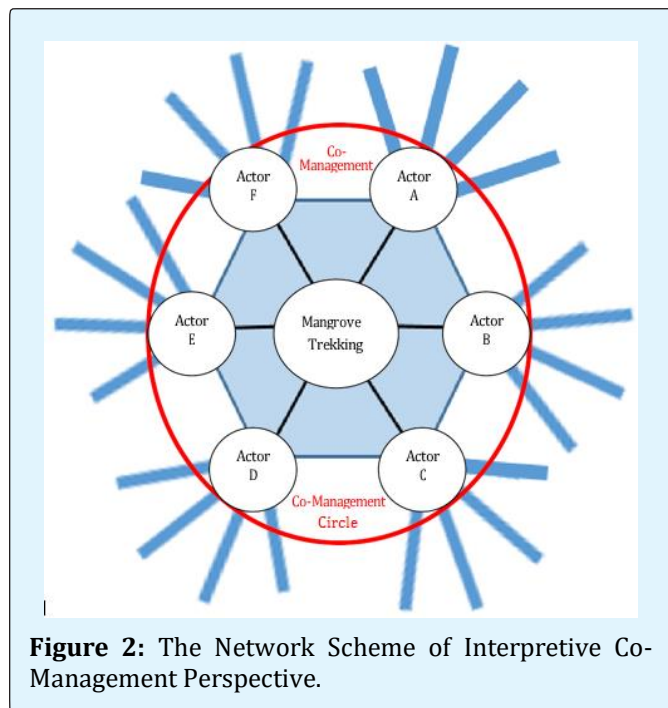 Co-
Management
Actor
F
Actor
A
Actor
E
Mangrove
Trekking
Actor
B
Actor
D
Actor
C
Co-Management
Circle
Figure 2: The Network Scheme of Interpretive Co-
Management Perspective.